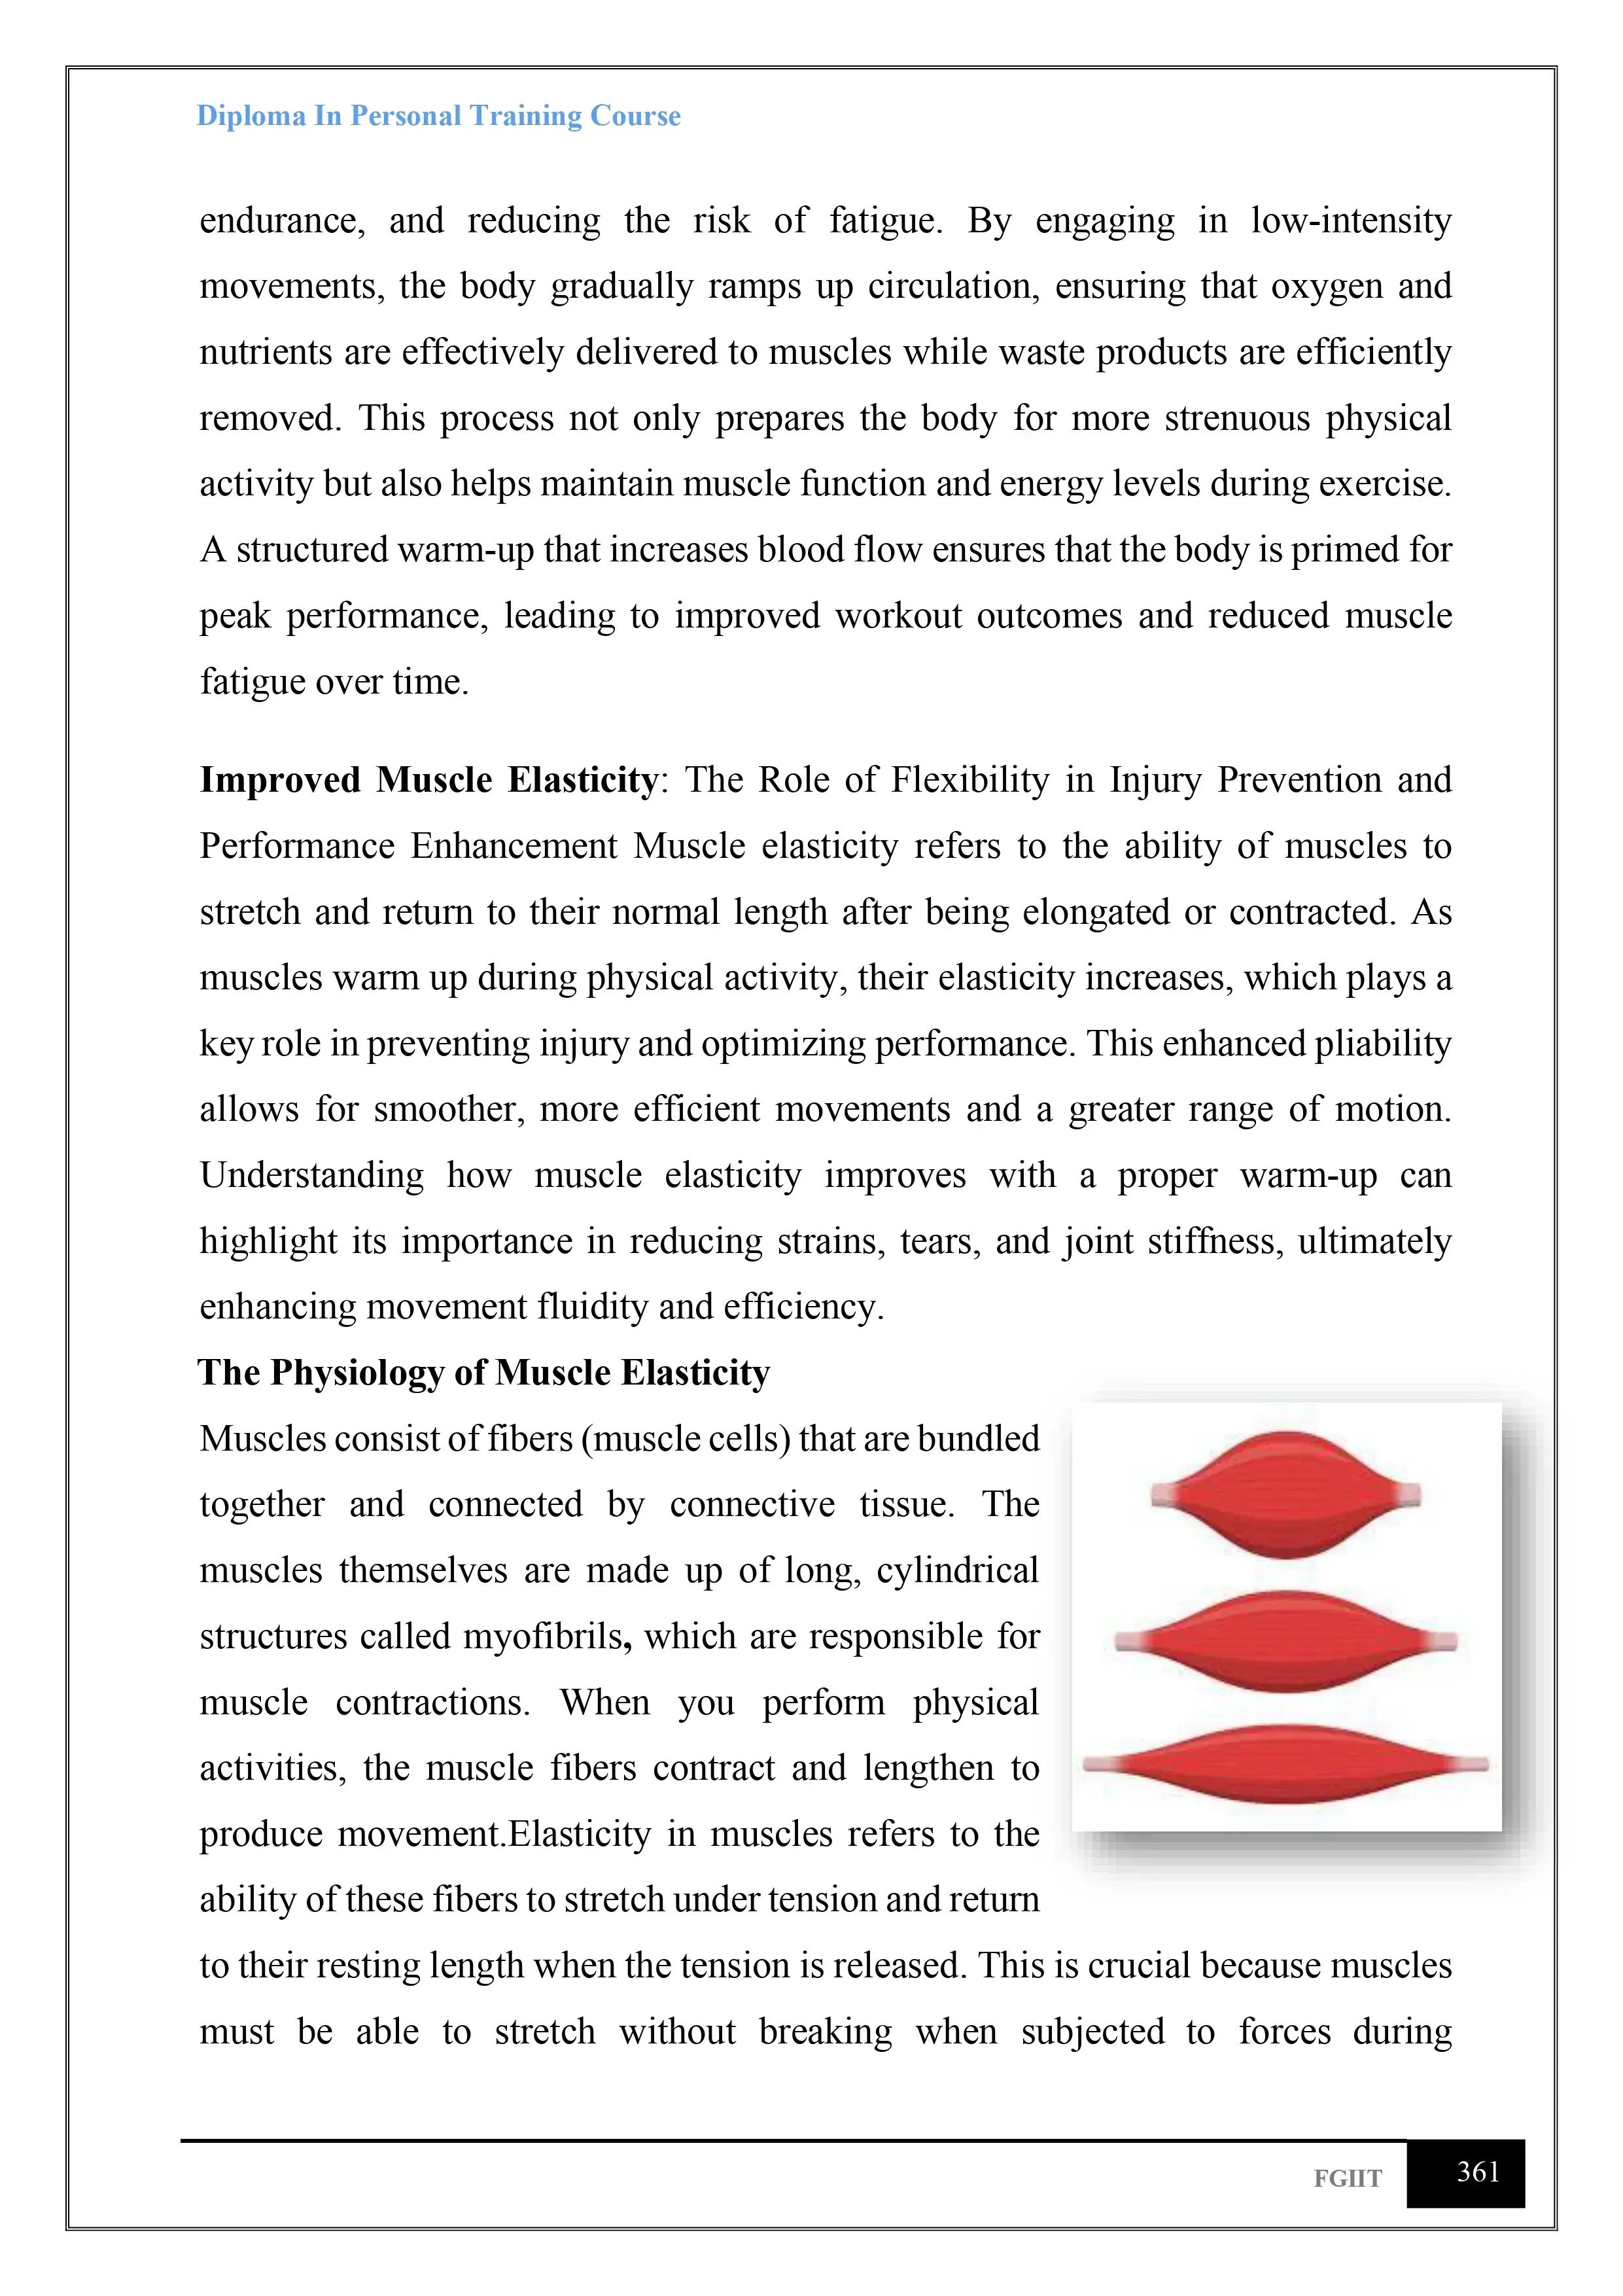 Diploma In Personal Training Course
endurance, and reducing the risk of fatigue. By engaging in low-intensity
movements, the body gradually ramps up circulation, ensuring that oxygen and
nutrients are effectively delivered to muscles while waste products are efficiently
removed. This process not only prepares the body for more strenuous physical
activity but also helps maintain muscle function and energy levels during exercise.
A structured warm-up that increases blood flow ensures that the body is primed for
peak performance, leading to improved workout outcomes and reduced muscle
fatigue over time.
Improved Muscle Elasticity: The Role of Flexibility in Injury Prevention and
Performance Enhancement Muscle elasticity refers to the ability of muscles to
stretch and return to their normal length after being elongated or contracted. As
muscles warm up during physical activity, their elasticity increases, which plays a
key role in preventing injury and optimizing performance. This enhanced pliability
allows for smoother, more efficient movements and a greater range of motion.
Understanding how muscle elasticity improves with a proper warm-up can
highlight its importance in reducing strains, tears, and joint stiffness, ultimately
enhancing movement fluidity and efficiency.
The Physiology of Muscle Elasticity
Muscles consist of fibers (muscle cells) that are bundled
together and connected by connective tissue. The
muscles themselves are made up of long, cylindrical
structures called myofibrils, which are responsible for
muscle contractions. When you perform physical
activities, the muscle fibers contract and lengthen to
produce movement.Elasticity in muscles refers to the
ability of these fibers to stretch under tension and return
to their resting length when the tension is released. This is crucial because muscles
must be able to stretch without breaking when subjected to forces during
FGIIT
361